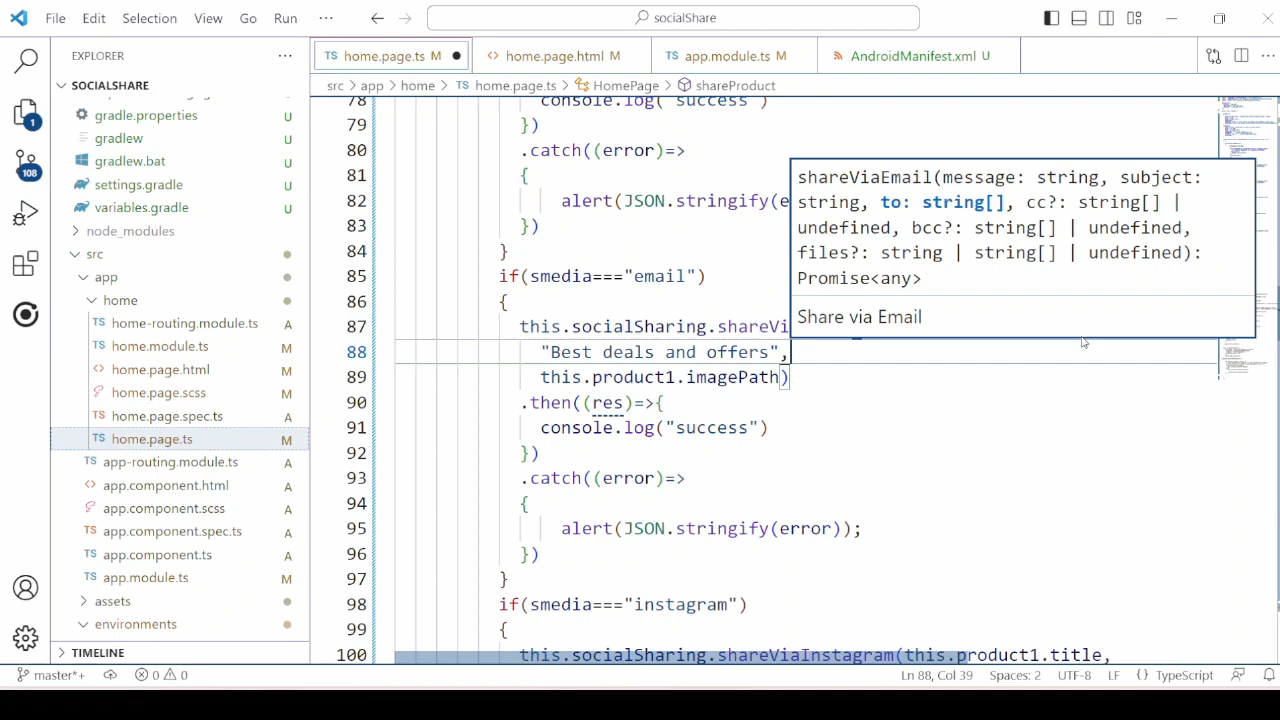 File Edit Selection View Go Run ··· socialShare
EXPLORER ···
SOCIALSHARE
gradle.properties U
gradlew U
gradlew.bat U
settings.gradle U
variables.gradle U
node_modules
src
app
home
TS home-routing.module.ts A
TS home.module.ts M
<> home.page.html M
home.page.scss M
TS home.page.spec.ts A
TS home.page.ts M
TS app-routing.module.ts A
<> app.component.html A
app.component.scss A
TS app.component.spec.ts A
TS app.component.ts A
TS app.module.ts M
assets
environments
TIMELINE
1
108
TS home.page.ts M ● <> home.page.html M TS app.module.ts M AndroidManifest.xml U
src > app > home > TS home.page.ts > HomePage > shareProduct
78 console.log("success")
79 })
80 .catch((error)=>
81 {
82 alert(JSON.stringify(e
83 })
84 }
85 if(smedia==="email")
86 {
87 this.socialSharing.shareVi
88 "Best deals and offers",
89 this.product1.imagePath)
90 .then((res)=>{
91 console.log("success")
92 })
93 .catch((error)=>
94 {
95 alert(JSON.stringify(error));
96 })
97 }
98 if(smedia==="instagram")
99 {
100 this.socialSharing.shareViaInstagram(this.product1.title,
shareViaEmail(message: string, subject:
string, to: string[], cc?: string[] |
undefined, bcc?: string[] | undefined,
files?: string | string[] | undefined):
Promise<any>
Share via Email
master*+ 0 0 Ln 88, Col 39 Spaces: 2 UTF-8 LF {} TypeScript